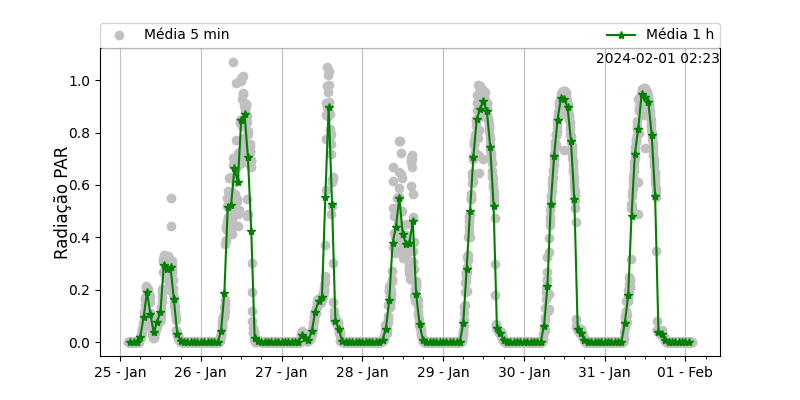 Média 5 min
Média 1 h
2024-02-01 02:23
Radiação PAR
1.0
0.8
0.6
0.4
0.2
0.0
25 - Jan
26 - Jan
27 - Jan
28 - Jan
29 - Jan
30 - Jan
31 - Jan
01 - Feb